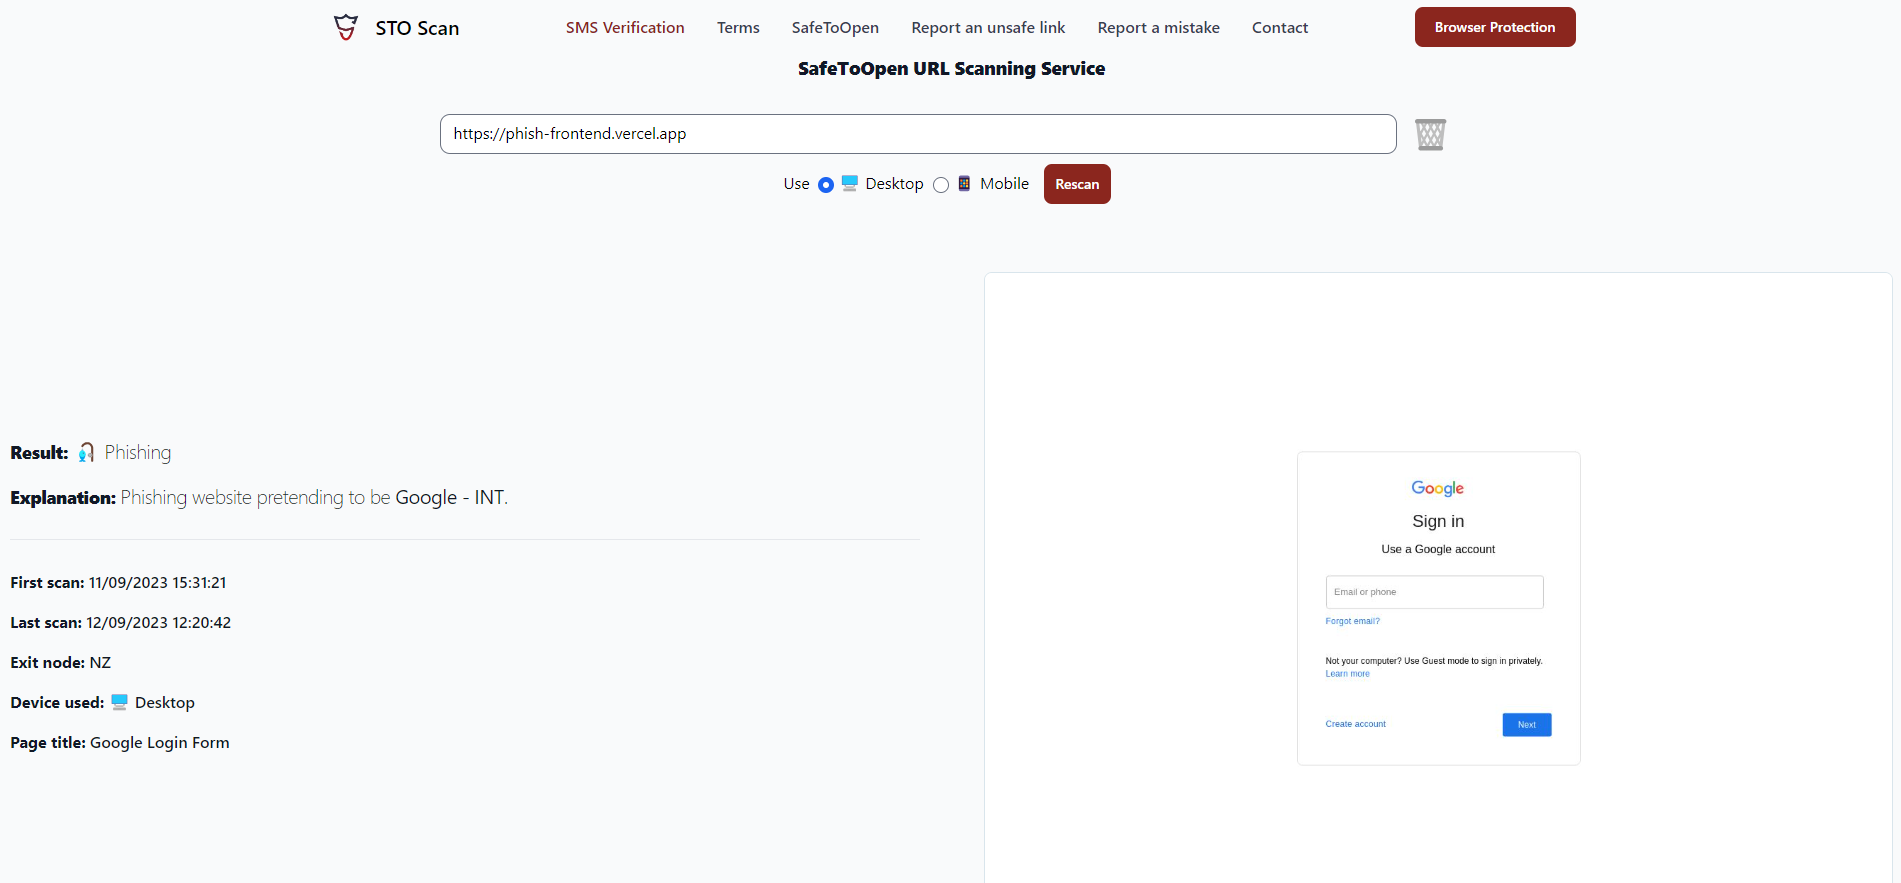 STO Scan
SMS Verification
Terms
SafeToOpen
Report an unsafe link
Report a mistake
Contact
Browser Protection
SafeToOpen URL Scanning Service
https://phish-frontend.vercel.app
Use Desktop Mobile Rescan
Result: Phishing
Explanation: Phishing website pretending to be Google - INT.
First scan: 11/09/2023 15:31:21
Last scan: 12/09/2023 12:20:42
Exit node: NZ
Device used: Desktop
Page title: Google Login Form
Google
Sign in
Use a Google account
Email or phone
Forgot email?
Not your computer? Use Guest mode to sign in privately.
Learn more
Create account
Next